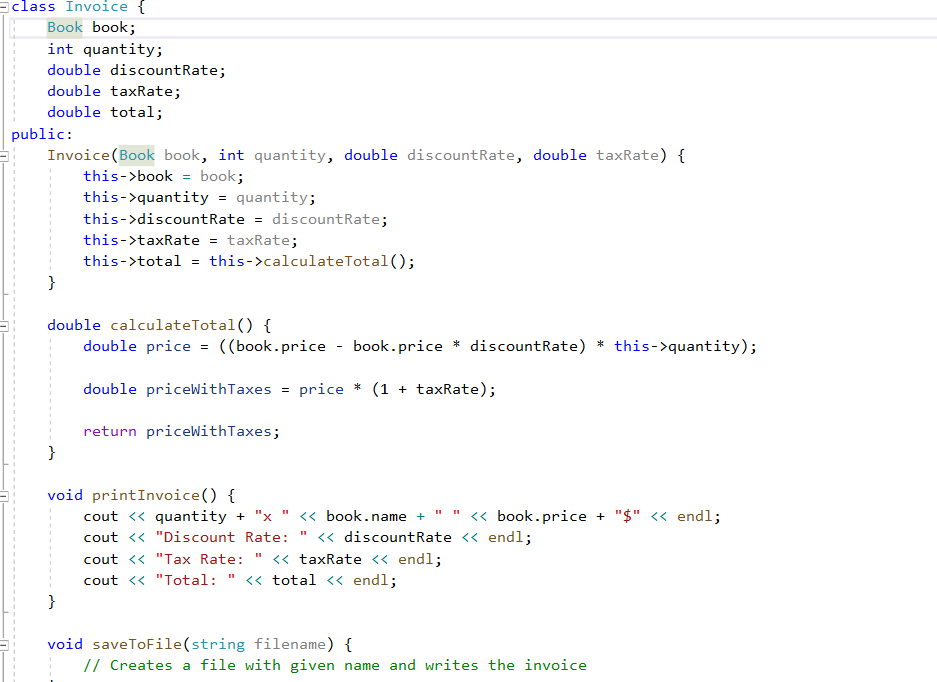 class Invoice {
    Book book;
    int quantity;
    double discountRate;
    double taxRate;
    double total;
public:
    Invoice(Book book, int quantity, double discountRate, double taxRate) {
        this->book = book;
        this->quantity = quantity;
        this->discountRate = discountRate;
        this->taxRate = taxRate;
        this->total = this->calculateTotal();
    }
    double calculateTotal() {
        double price = ((book.price - book.price * discountRate) * this->quantity);
        double priceWithTaxes = price * (1 + taxRate);
        return priceWithTaxes;
    }
    void printInvoice() {
        cout << quantity + "x " << book.name + " " << book.price + "$" << endl;
        cout << "Discount Rate: " << discountRate << endl;
        cout << "Tax Rate: " << taxRate << endl;
        cout << "Total: " << total << endl;
    }
    void saveToFile(string filename) {
        // Creates a file with given name and writes the invoice